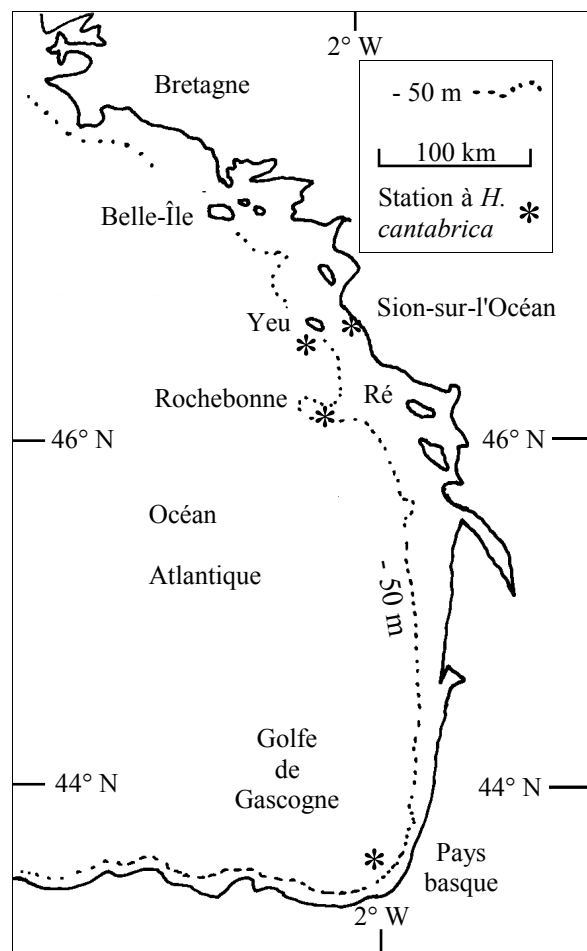 2° W
Bretagne
- 50 m
100 km
Station à H.
cantabrica
Belle-Île
Sion-sur-l'Océan
Yeu
Rochebonne
Ré
46° N
46° N
Océan
Atlantique
- 50 m
Golfe
de
Gascogne
44° N
44° N
Pays
basque
2° W